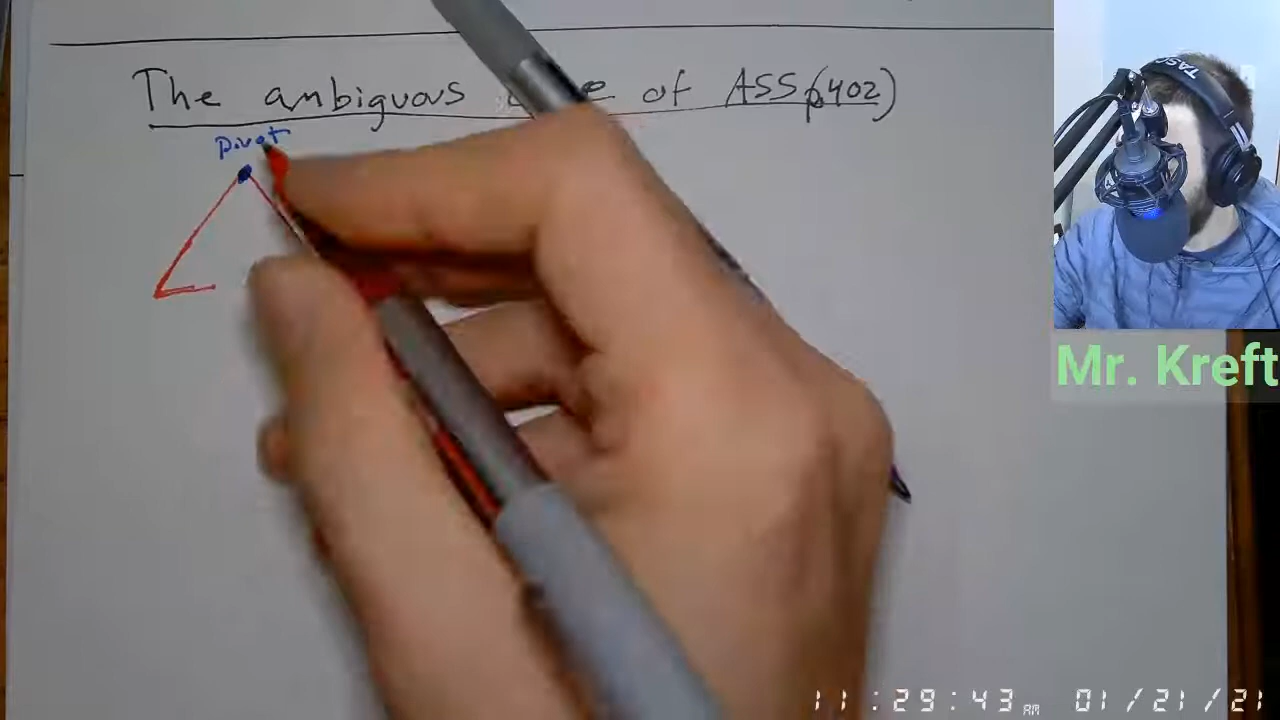 The ambiguous of ASS (p402)
Pivot
Mr. Kreft
11:29:43 AM 01/21/21